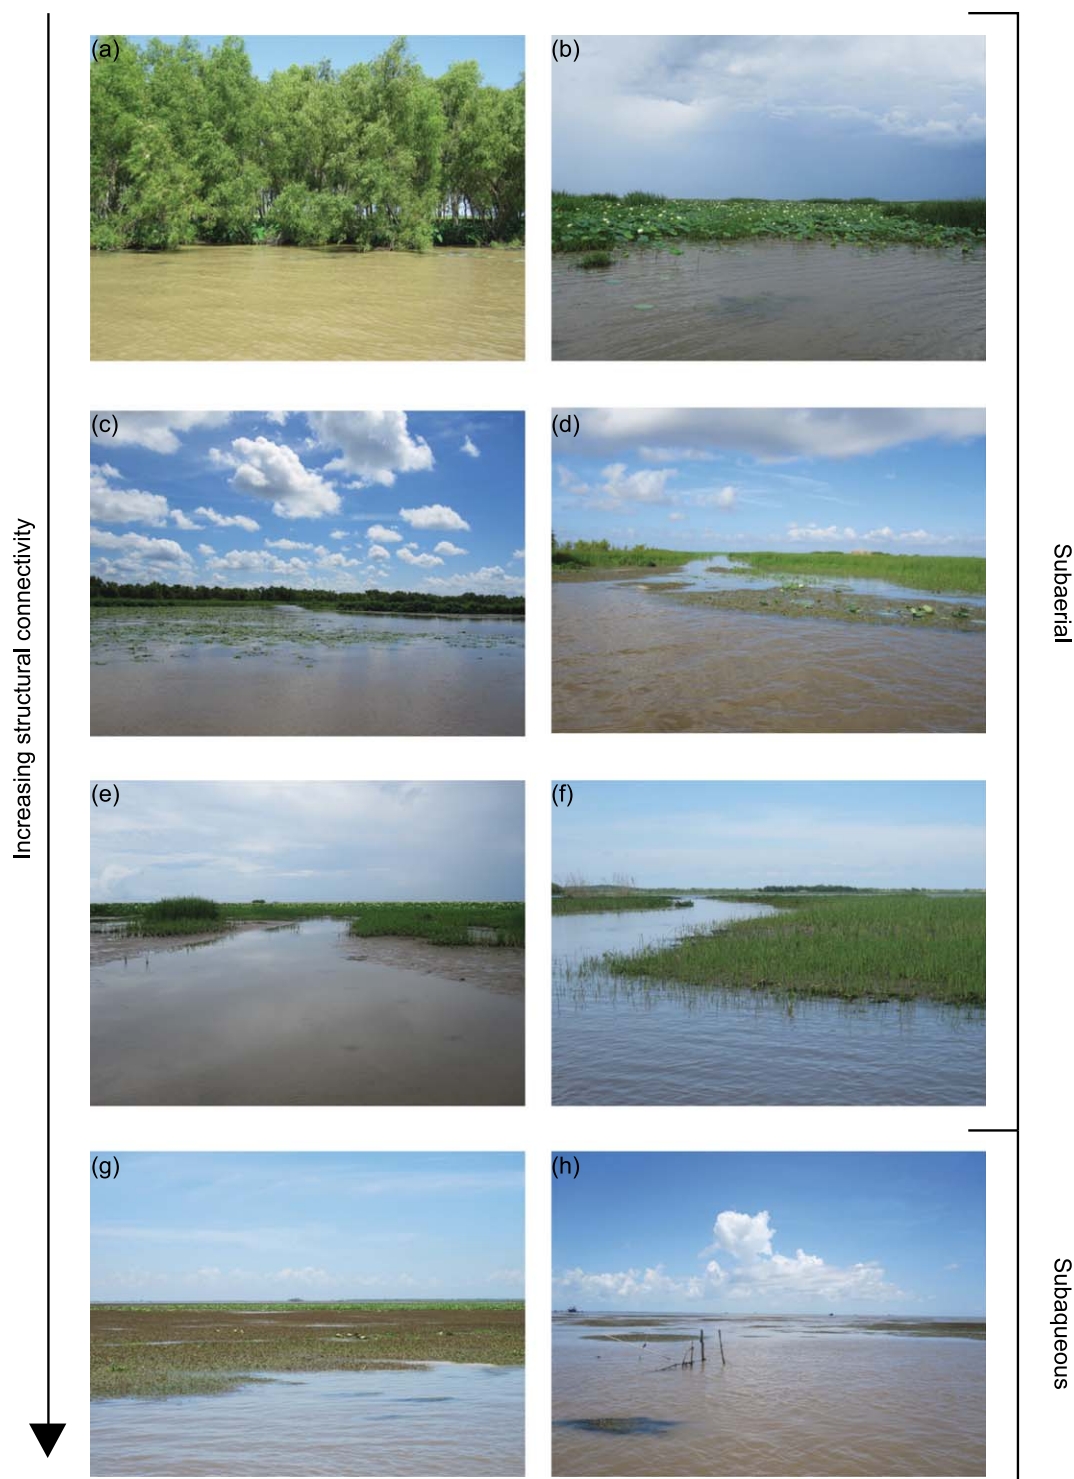 (a)
(b)
(c)
(d)
(e)
(f)
(g)
(h)
Increasing structural connectivity
Subaerial
Subaqueous